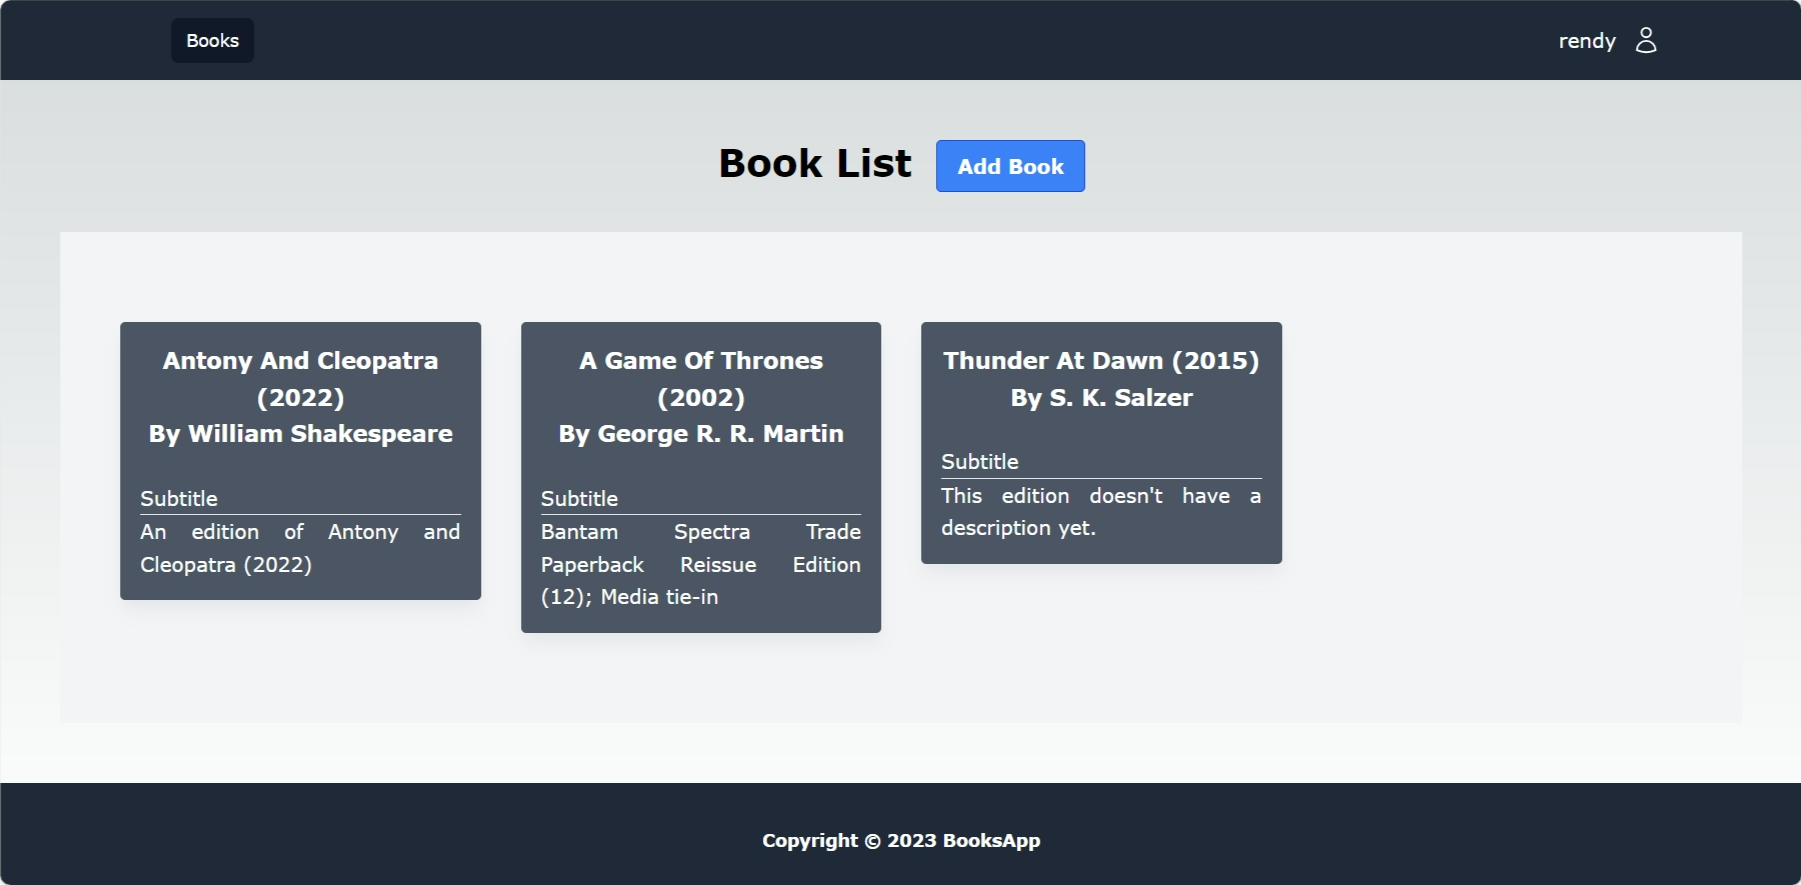 Books
rendy
Book List
Add Book
Antony And Cleopatra
(2022)
By William Shakespeare
Subtitle
An edition of Antony and
Cleopatra (2022)
A Game Of Thrones
(2002)
By George R. R. Martin
Subtitle
Bantam Spectra Trade
Paperback Reissue Edition
(12); Media tie-in
Thunder At Dawn (2015)
By S. K. Salzer
Subtitle
This edition doesn't have a
description yet.
Copyright © 2023 BooksApp